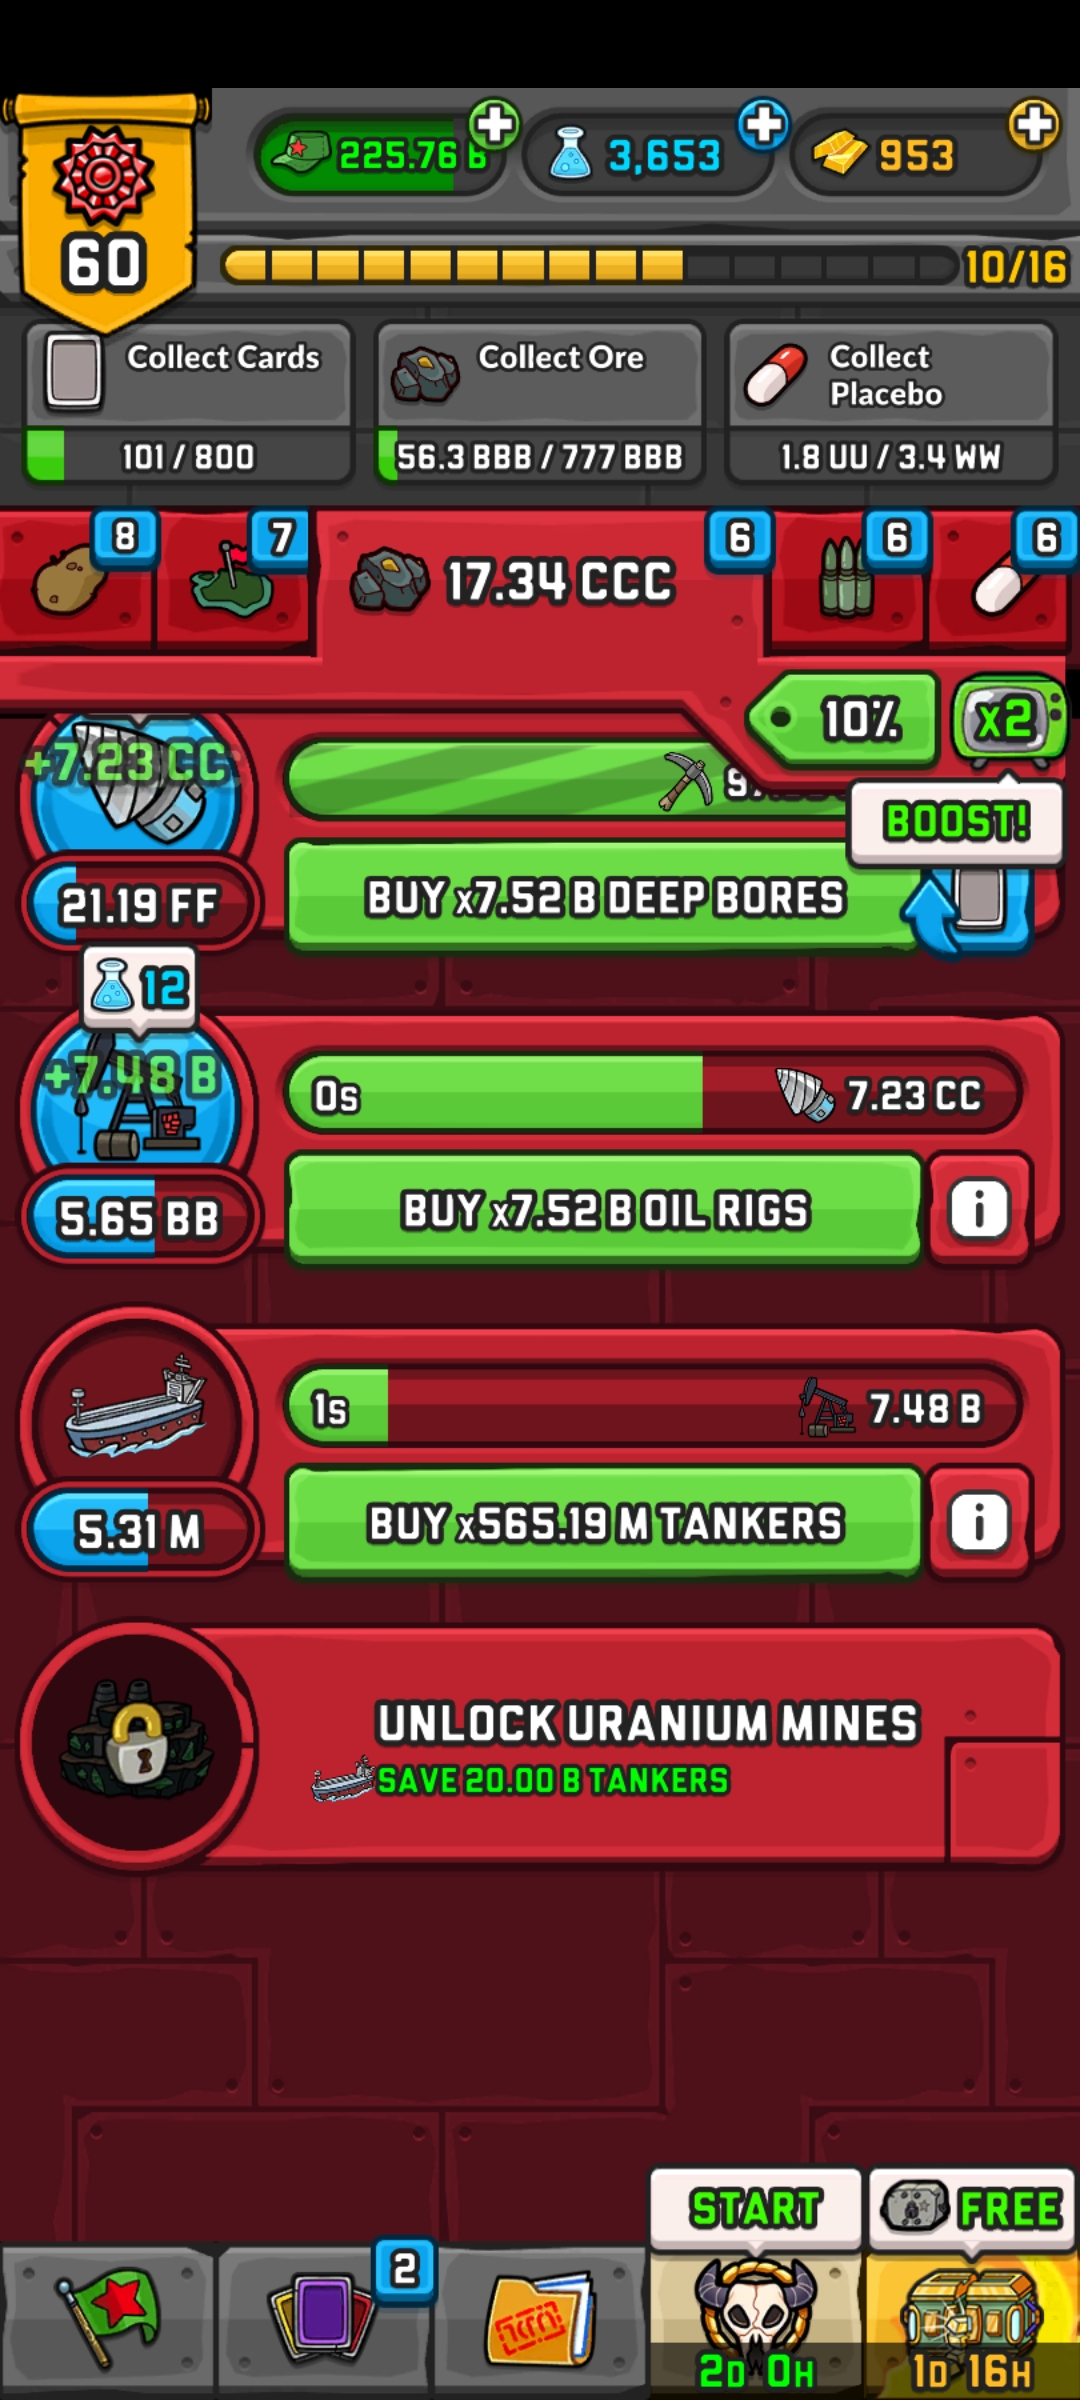 60
225.76 B
3,653
953
10/16
Collect Cards
101 / 800
Collect Ore
56.3 BBB / 777 BBB
Collect
Placebo
1.8 UU / 3.4 WW
8
7
17.34 CCC
6
6
6
10%
x2
BOOST!
+7.23 CC
21.19 FF
BUY x7.52 B DEEP BORES
12
+7.48 B
0s
7.23 CC
5.65 BB
BUY x7.52 B OIL RIGS
i
1s
7.48 B
5.31 M
BUY x565.19 M TANKERS
i
UNLOCK URANIUM MINES
SAVE 20.00 B TANKERS
START
FREE
2
2D 0H
1D 16H